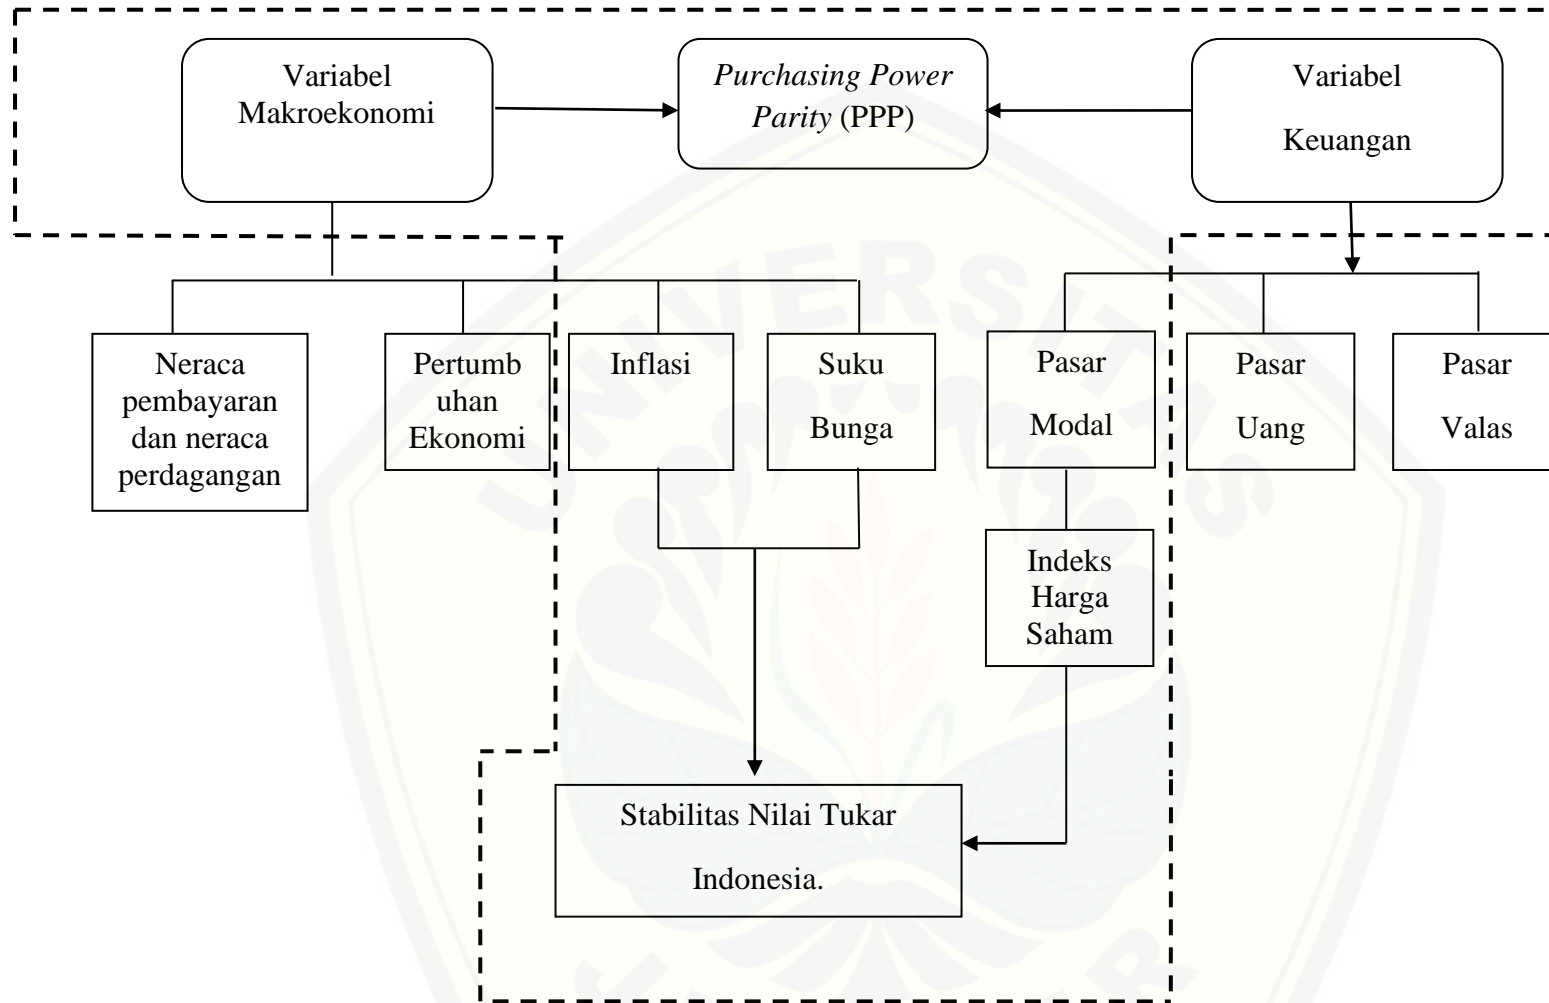 Variabel
Makroekonomi
Purchasing Power
Parity (PPP)
Variabel
Keuangan
Neraca
pembayaran
dan neraca
perdagangan
Pertumb
uhan
Ekonomi
Inflasi
Suku
Bunga
Pasar
Modal
Pasar
Uang
Pasar
Valas
Indeks
Harga
Saham
Stabilitas Nilai Tukar
Indonesia.
UNIVERSITAS